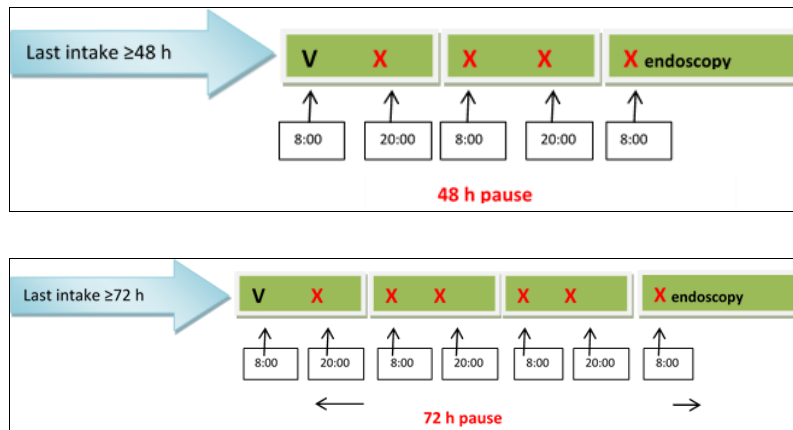 Last intake ≥48 h
V X X X X endoscopy
8:00 20:00 8:00 20:00 8:00
48 h pause
Last intake ≥72 h
V X X X X X X endoscopy
8:00 20:00 8:00 20:00 8:00 20:00 8:00
72 h pause